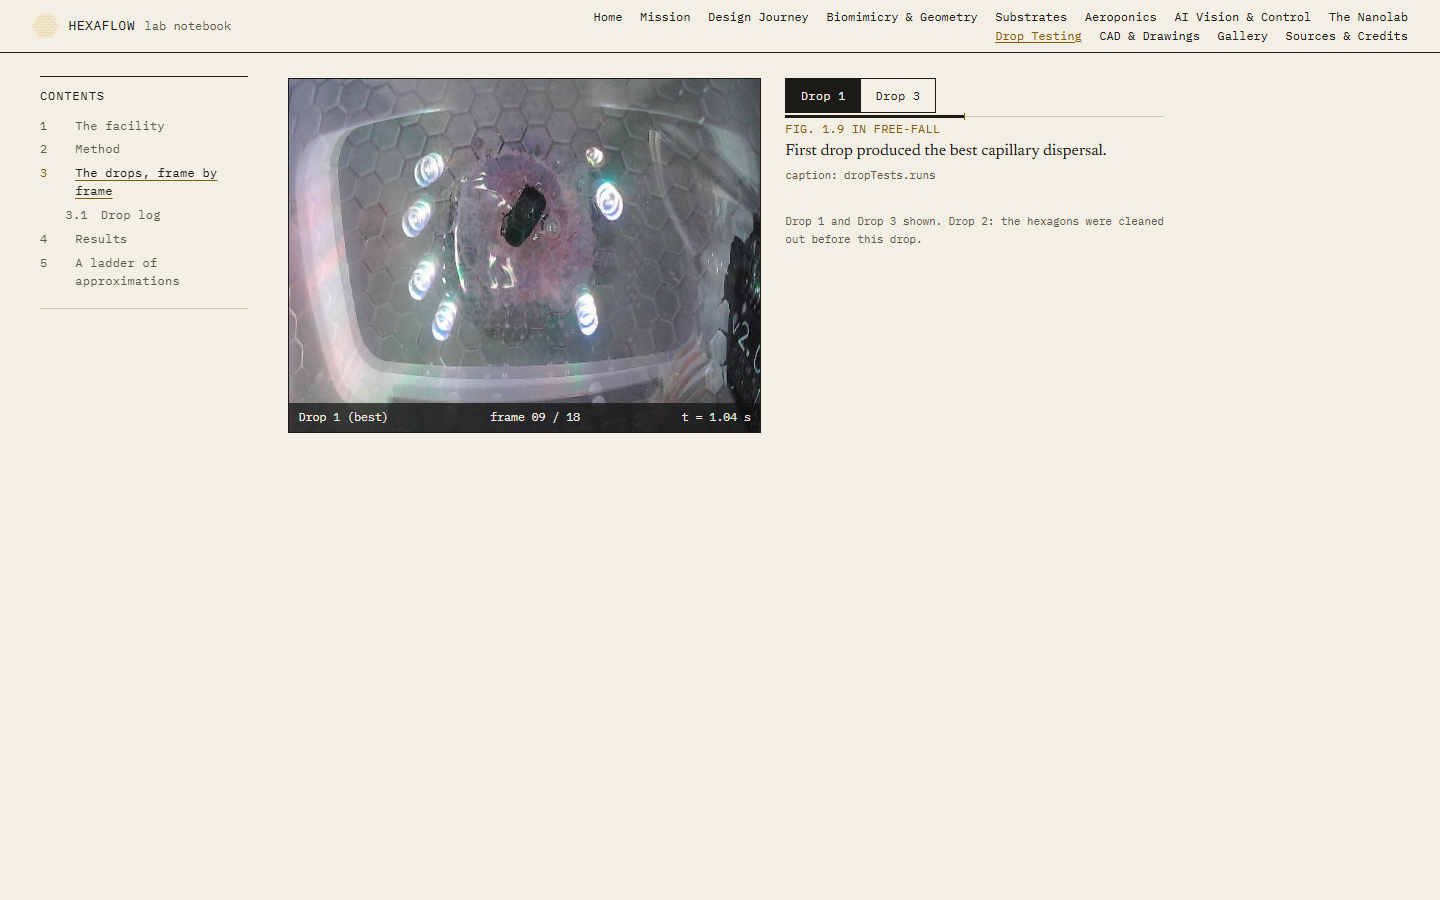 HEXAFLOW lab notebook
Home Mission Design Journey Biomimicry & Geometry Substrates Aeroponics AI Vision & Control The Nanolab
Drop Testing CAD & Drawings Gallery Sources & Credits
CONTENTS
1 The facility
2 Method
3 The drops, frame by
frame
3.1 Drop log
4 Results
5 A ladder of
approximations
Drop 1 (best) frame 09 / 18 t = 1.04 s
Drop 1 Drop 3
FIG. 1.9 IN FREE-FALL
First drop produced the best capillary dispersal.
caption: dropTests.runs
Drop 1 and Drop 3 shown. Drop 2: the hexagons were cleaned
out before this drop.